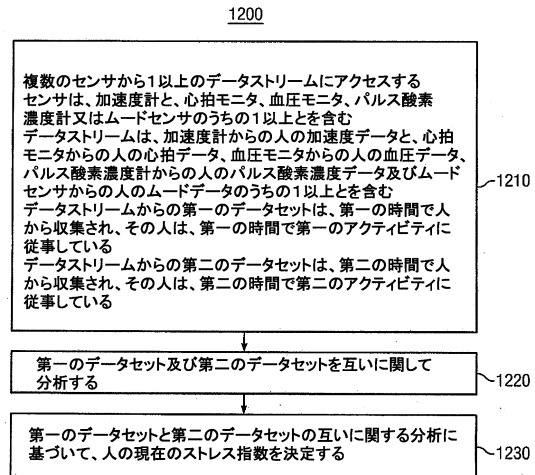 1200
複数のセンサから1以上のデータストリームにアクセスする
センサは、加速度計と、心拍モニタ、血圧モニタ、パルス酸素
濃度計又はムードセンサのうちの1以上とを含む
データストリームは、加速度計からの人の加速度データと、心拍
モニタからの人の心拍データ、血圧モニタからの人の血圧データ、
パルス酸素濃度計からの人のパルス酸素濃度データ及びムード
センサからの人のムードデータのうちの1以上とを含む
データストリームからの第一のデータセットは、第一の時間で人
から収集され、その人は、第一の時間で第一のアクティビティに
従事している
データストリームからの第二のデータセットは、第二の時間で人
から収集され、その人は、第二の時間で第二のアクティビティに
従事している
1210
第一のデータセット及び第二のデータセットを互いに関して
分析する
1220
第一のデータセットと第二のデータセットの互いに関する分析に
基づいて、人の現在のストレス指数を決定する
1230